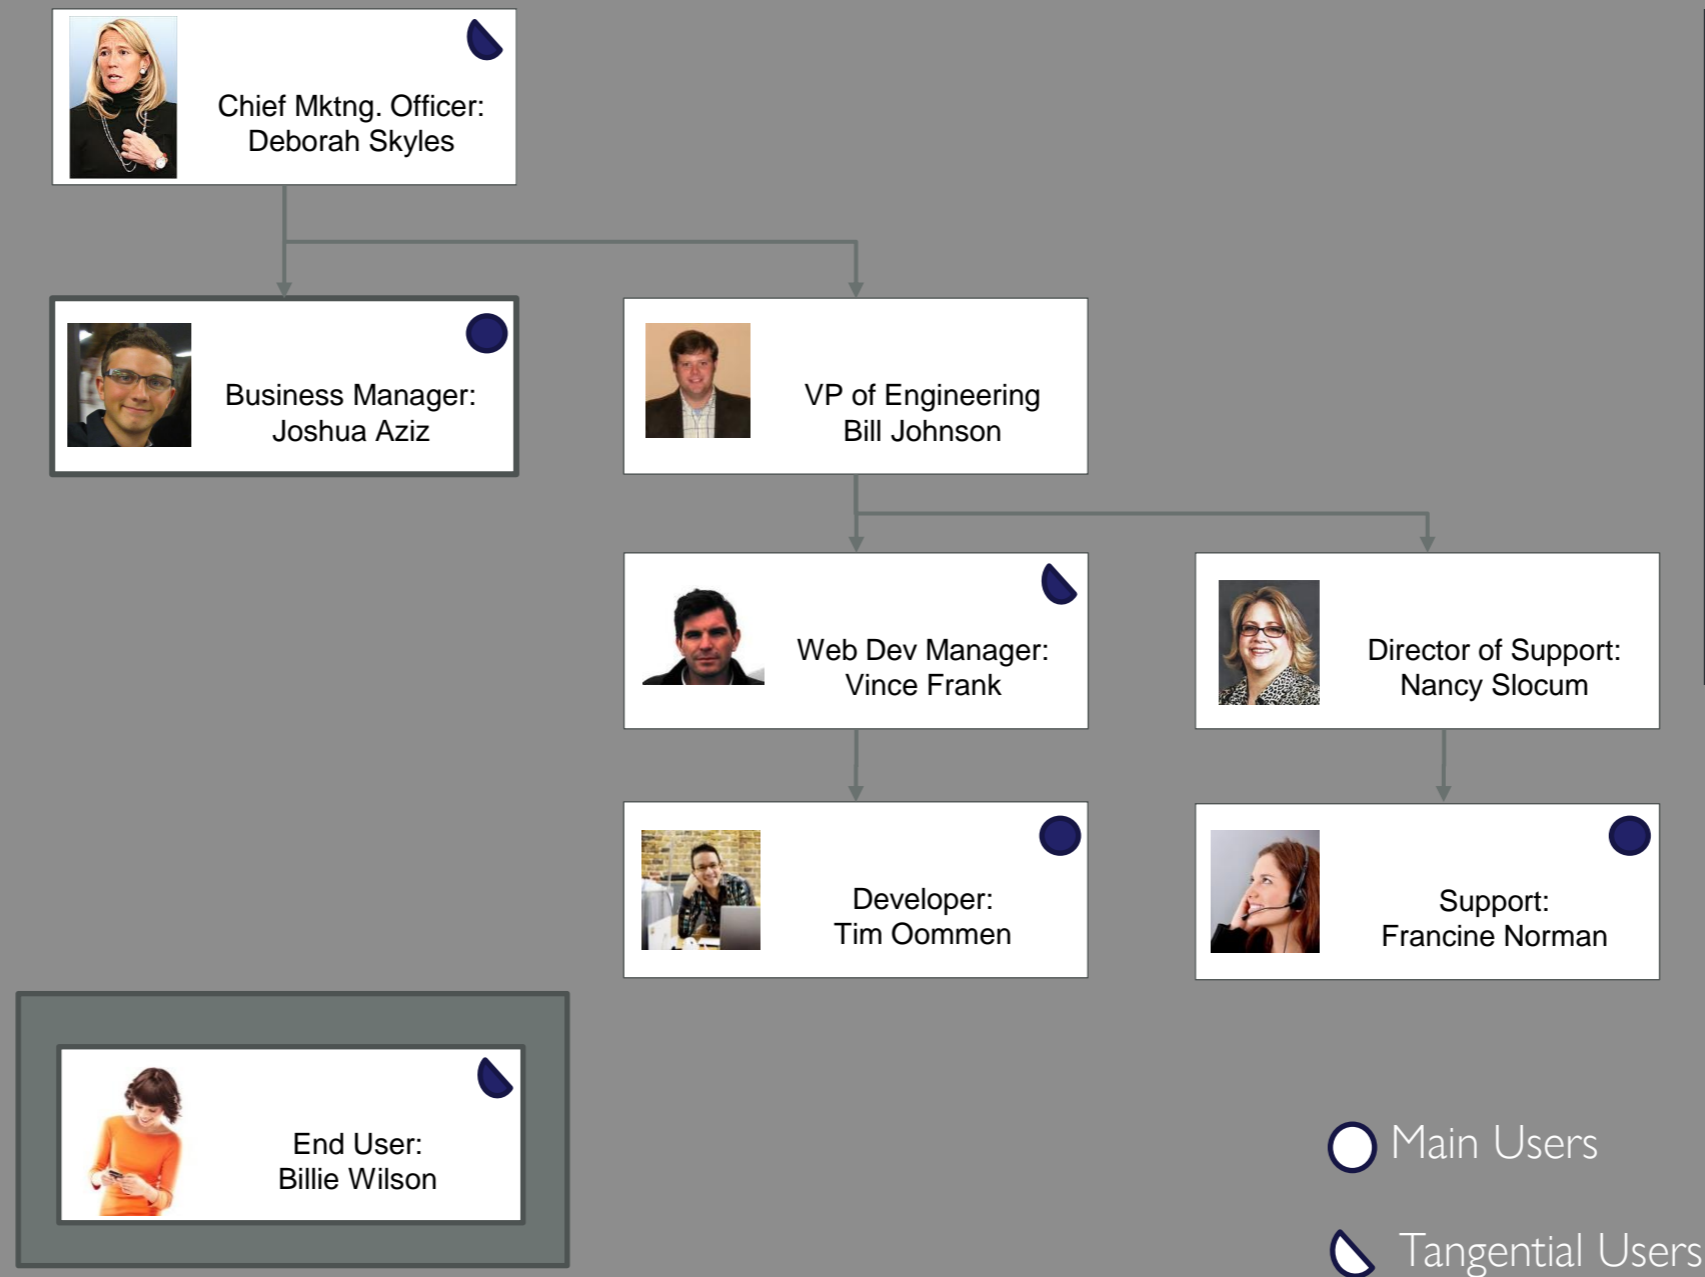 Chief Mktng. Officer:
Deborah Skyles
Business Manager:
Joshua Aziz
VP of Engineering
Bill Johnson
Web Dev Manager:
Vince Frank
Director of Support:
Nancy Slocum
Developer:
Tim Oommen
Support:
Francine Norman
End User:
Billie Wilson
Main Users
Tangential Users